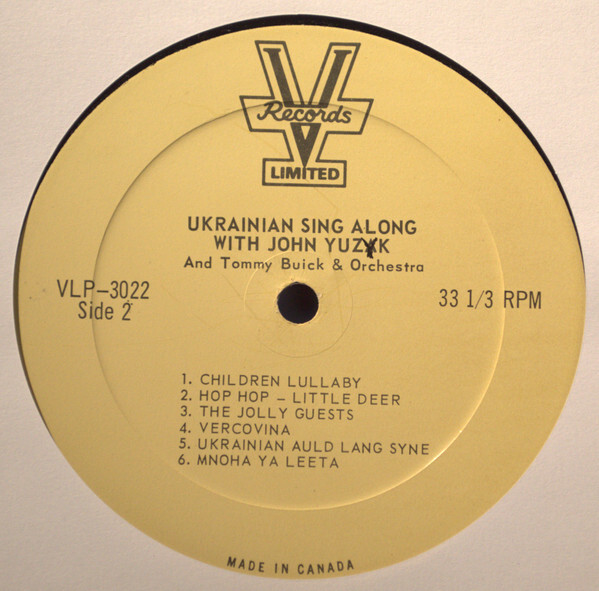 V
Records
LIMITED
UKRAINIAN SING ALONG
WITH JOHN YUZYK
And Tommy Buick & Orchestra
VLP-3022
Side 2
33 1/3 RPM
1. CHILDREN LULLABY
2. HOP HOP – LITTLE DEER
3. THE JOLLY GUESTS
4. VERCOVINA
5. UKRAINIAN AULD LANG SYNE
6. MNOHA YA LEETA
MADE IN CANADA